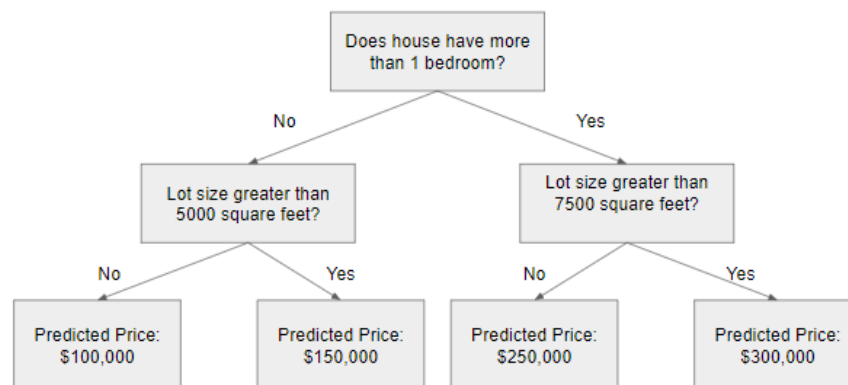 Does house have more
than 1 bedroom?
No
Yes
Lot size greater than
5000 square feet?
Lot size greater than
7500 square feet?
No
Yes
No
Yes
Predicted Price:
$100,000
Predicted Price:
$150,000
Predicted Price:
$250,000
Predicted Price:
$300,000